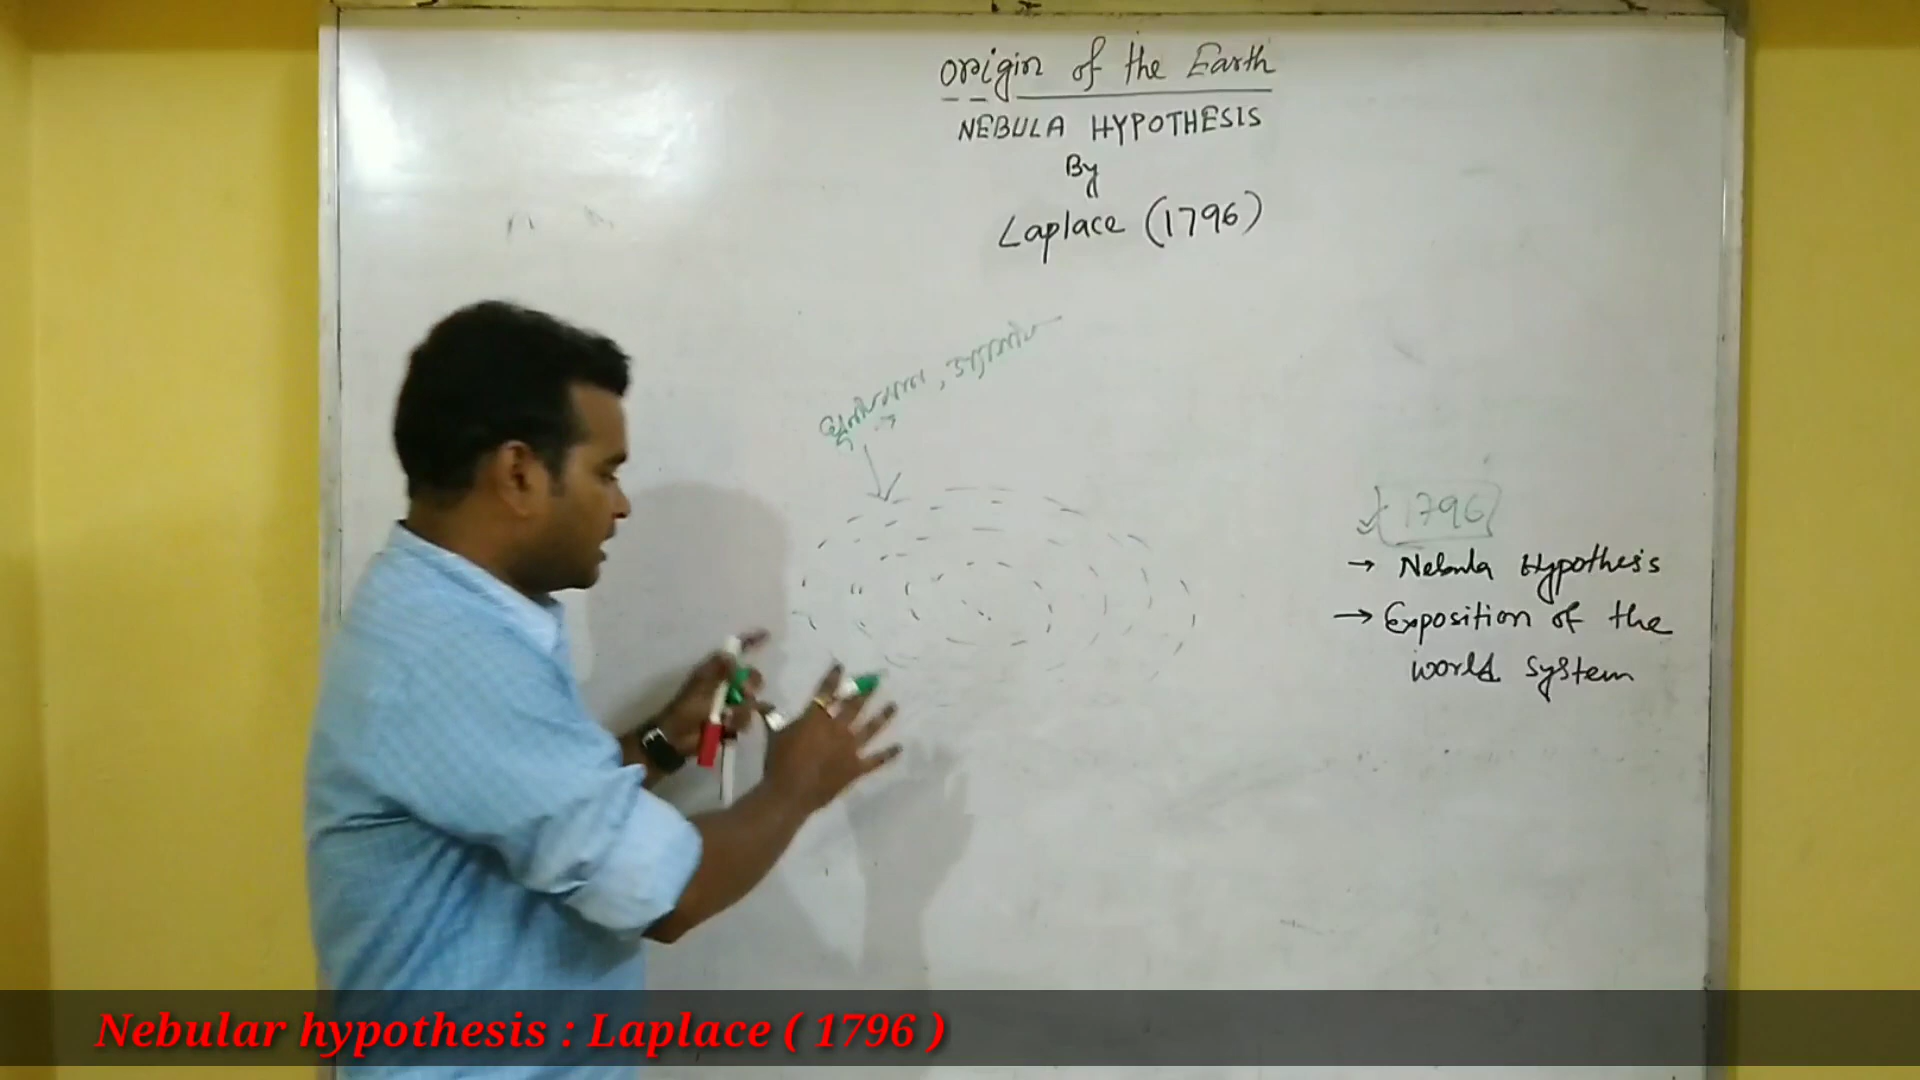 Origin of the Earth
NEBULA HYPOTHESIS
By
Laplace (1796)
ঘূর্ণায়মান,
1796
→ Nebula Hypothesis
→ Exposition of the
world system
Nebular hypothesis : Laplace ( 1796 )